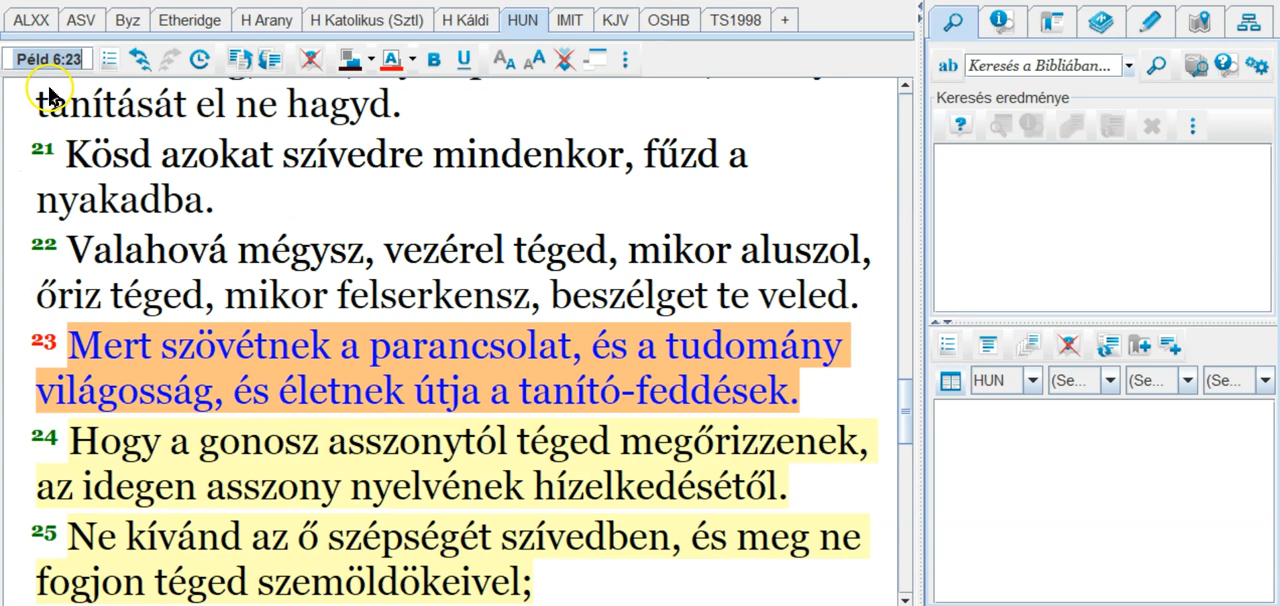 ALXX ASV Byz Etheridge H Arany H Katolikus (Sztl) H Káldi HUN IMIT KJV OSHB TS1998 +
Péld 6:23
tanítását el ne hagyd.
21 Kösd azokat szívedre mindenkor, fűzd a
nyakadba.
22 Valahová mégysz, vezérel téged, mikor aluszol,
őriz téged, mikor felserkensz, beszélget te veled.
23 Mert szövétnek a parancsolat, és a tudomány
világosság, és életnek útja a tanító-feddések.
24 Hogy a gonosz asszonytól téged megőrizzenek,
az idegen asszony nyelvének hízelkedésétől.
25 Ne kívánd az ő szépségét szívedben, és meg ne
fogjon téged szemöldökeivel;
ab Keresés a Bibliában...
Keresés eredménye
HUN (Se... (Se... (Se...